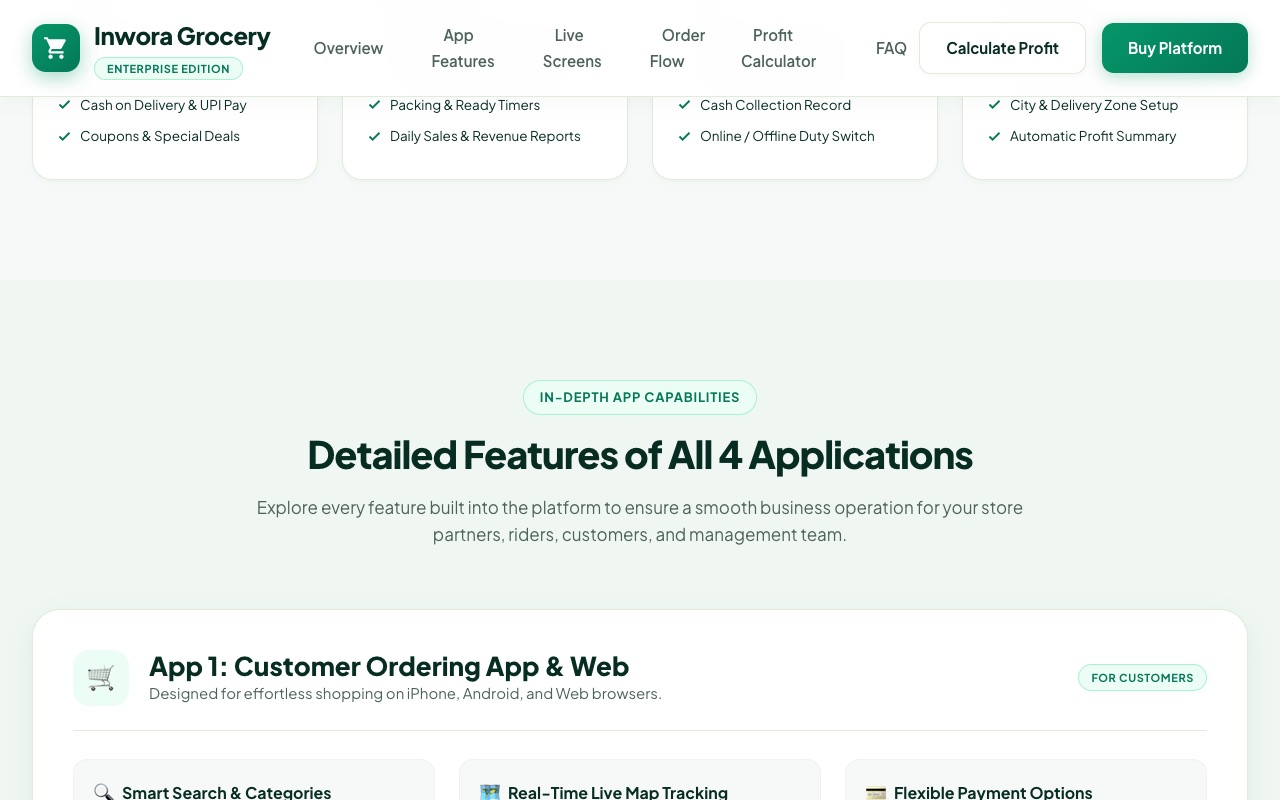 Inwora Grocery
ENTERPRISE EDITION
Overview
App
Features
Live
Screens
Order
Flow
Profit
Calculator
FAQ
Calculate Profit
Buy Platform
Cash on Delivery & UPI Pay
Coupons & Special Deals
Packing & Ready Timers
Daily Sales & Revenue Reports
Cash Collection Record
Online / Offline Duty Switch
City & Delivery Zone Setup
Automatic Profit Summary
IN-DEPTH APP CAPABILITIES
Detailed Features of All 4 Applications
Explore every feature built into the platform to ensure a smooth business operation for your store
partners, riders, customers, and management team.
App 1: Customer Ordering App & Web
Designed for effortless shopping on iPhone, Android, and Web browsers.
FOR CUSTOMERS
Smart Search & Categories
Real-Time Live Map Tracking
Flexible Payment Options